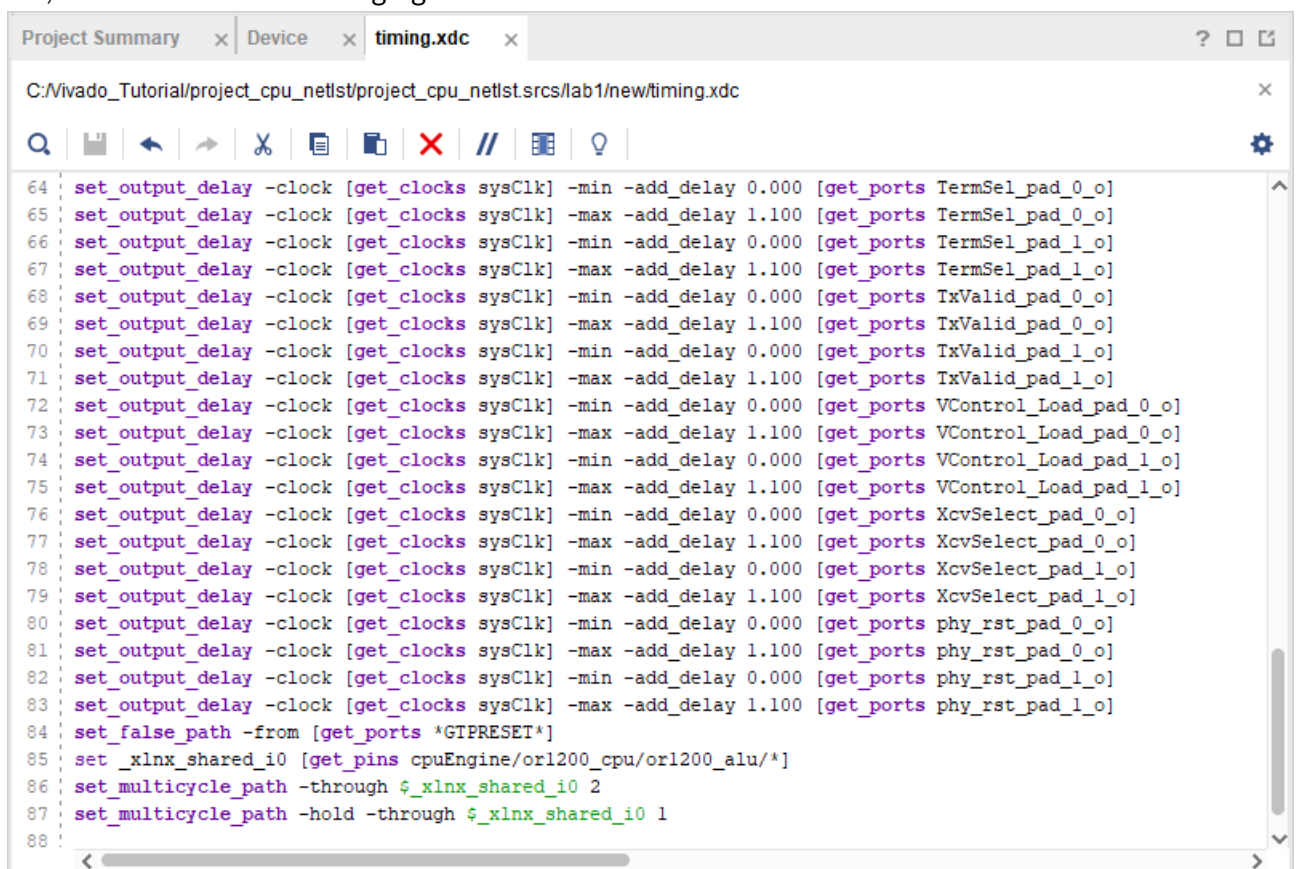 Project Summary × Device × timing.xdc × ?
C:/Vivado_Tutorial/project_cpu_netlst/project_cpu_netlst.srcs/lab1/new/timing.xdc ×
64 set_output_delay -clock [get_clocks sysClk] -min -add_delay 0.000 [get_ports TermSel_pad_0_o]
65 set_output_delay -clock [get_clocks sysClk] -max -add_delay 1.100 [get_ports TermSel_pad_0_o]
66 set_output_delay -clock [get_clocks sysClk] -min -add_delay 0.000 [get_ports TermSel_pad_1_o]
67 set_output_delay -clock [get_clocks sysClk] -max -add_delay 1.100 [get_ports TermSel_pad_1_o]
68 set_output_delay -clock [get_clocks sysClk] -min -add_delay 0.000 [get_ports TxValid_pad_0_o]
69 set_output_delay -clock [get_clocks sysClk] -max -add_delay 1.100 [get_ports TxValid_pad_0_o]
70 set_output_delay -clock [get_clocks sysClk] -min -add_delay 0.000 [get_ports TxValid_pad_1_o]
71 set_output_delay -clock [get_clocks sysClk] -max -add_delay 1.100 [get_ports TxValid_pad_1_o]
72 set_output_delay -clock [get_clocks sysClk] -min -add_delay 0.000 [get_ports VControl_Load_pad_0_o]
73 set_output_delay -clock [get_clocks sysClk] -max -add_delay 1.100 [get_ports VControl_Load_pad_0_o]
74 set_output_delay -clock [get_clocks sysClk] -min -add_delay 0.000 [get_ports VControl_Load_pad_1_o]
75 set_output_delay -clock [get_clocks sysClk] -max -add_delay 1.100 [get_ports VControl_Load_pad_1_o]
76 set_output_delay -clock [get_clocks sysClk] -min -add_delay 0.000 [get_ports XcvSelect_pad_0_o]
77 set_output_delay -clock [get_clocks sysClk] -max -add_delay 1.100 [get_ports XcvSelect_pad_0_o]
78 set_output_delay -clock [get_clocks sysClk] -min -add_delay 0.000 [get_ports XcvSelect_pad_1_o]
79 set_output_delay -clock [get_clocks sysClk] -max -add_delay 1.100 [get_ports XcvSelect_pad_1_o]
80 set_output_delay -clock [get_clocks sysClk] -min -add_delay 0.000 [get_ports phy_rst_pad_0_o]
81 set_output_delay -clock [get_clocks sysClk] -max -add_delay 1.100 [get_ports phy_rst_pad_0_o]
82 set_output_delay -clock [get_clocks sysClk] -min -add_delay 0.000 [get_ports phy_rst_pad_1_o]
83 set_output_delay -clock [get_clocks sysClk] -max -add_delay 1.100 [get_ports phy_rst_pad_1_o]
84 set_false_path -from [get_ports *GTPRESET*]
85 set _xlnx_shared_i0 [get_pins cpuEngine/or1200_cpu/or1200_alu/*]
86 set_multicycle_path -through $_xlnx_shared_i0 2
87 set_multicycle_path -hold -through $_xlnx_shared_i0 1
88